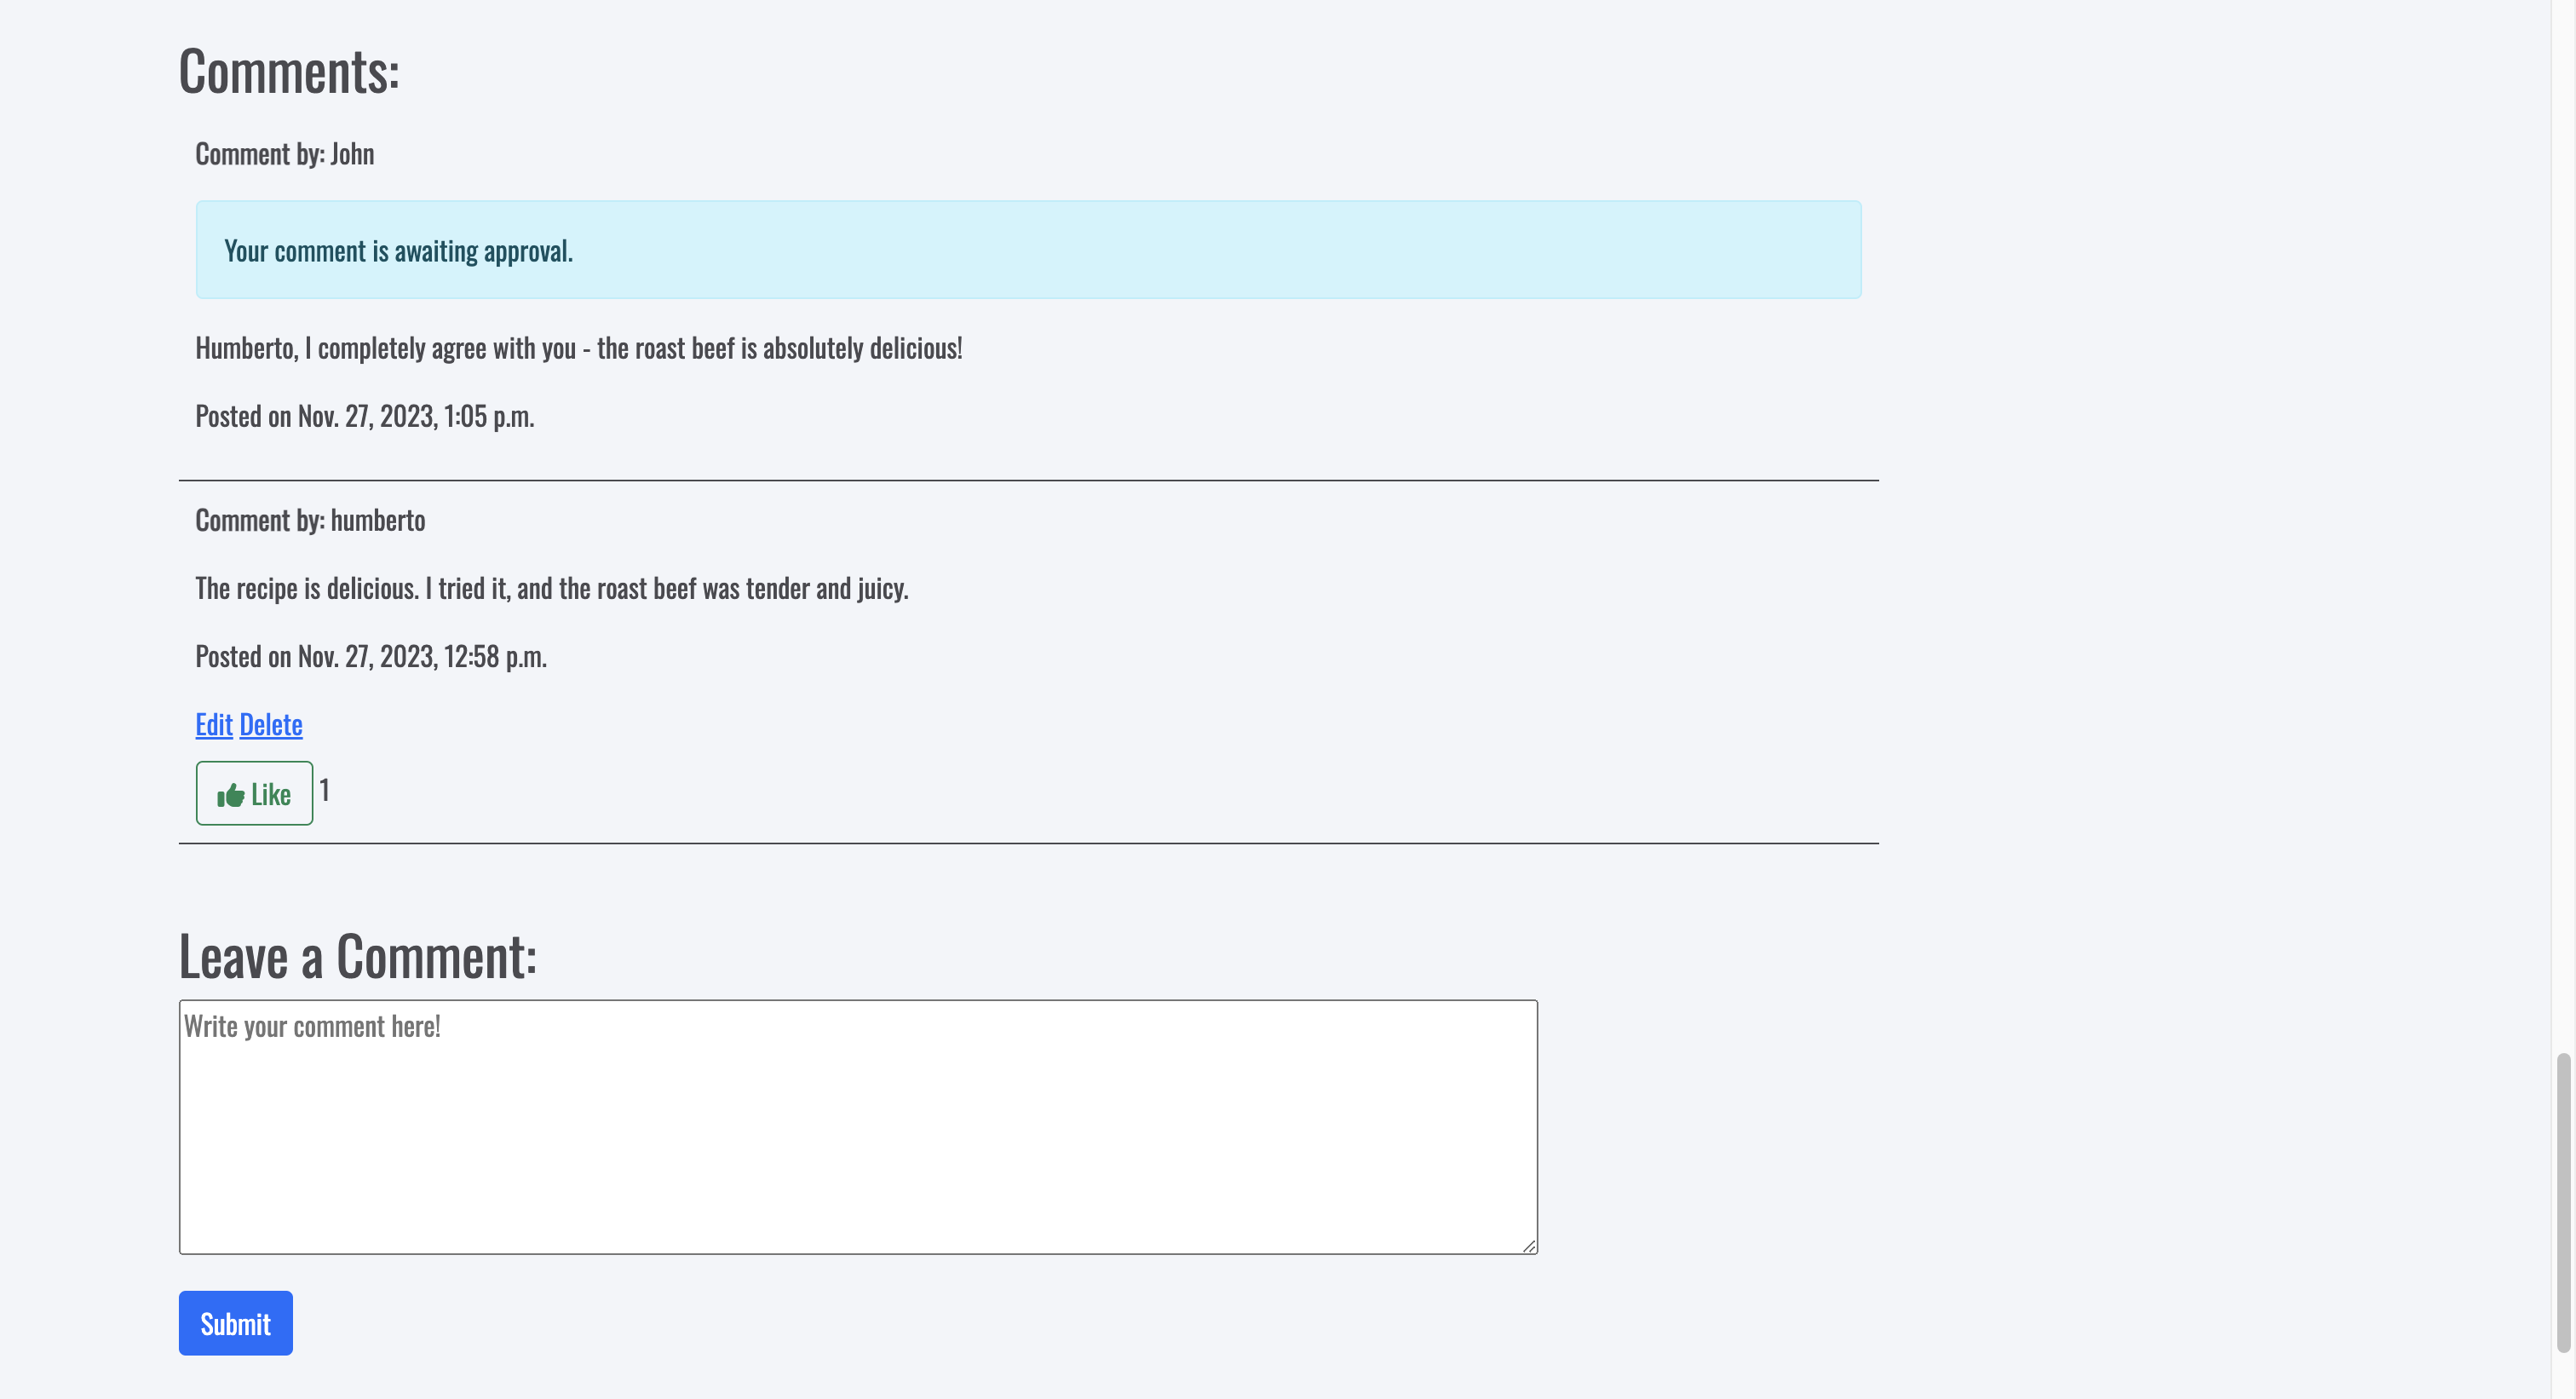 Comments:
Comment by: John
Your comment is awaiting approval.
Humberto, I completely agree with you - the roast beef is absolutely delicious!
Posted on Nov. 27, 2023, 1:05 p.m.
Comment by: humberto
The recipe is delicious. I tried it, and the roast beef was tender and juicy.
Posted on Nov. 27, 2023, 12:58 p.m.
Edit Delete
Like 1
Leave a Comment:
Write your comment here!
Submit